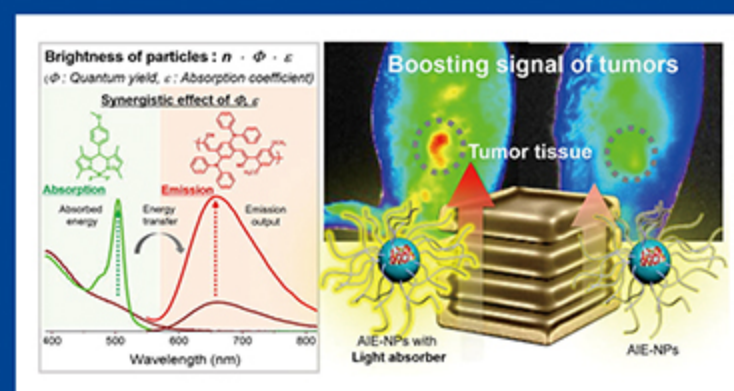 Brightness of particles : n · Φ · ε
(Φ : Quantum yield, ε : Absorption coefficient)
Synergistic effect of Φ, ε
Absorption
Emission
Absorbed
energy
Energy
transfer
Emission
output
400 500 600 700 800
Wavelength (nm)
Boosting signal of tumors
Tumor tissue
AIE-NPs with
Light absorber
AIE-NPs